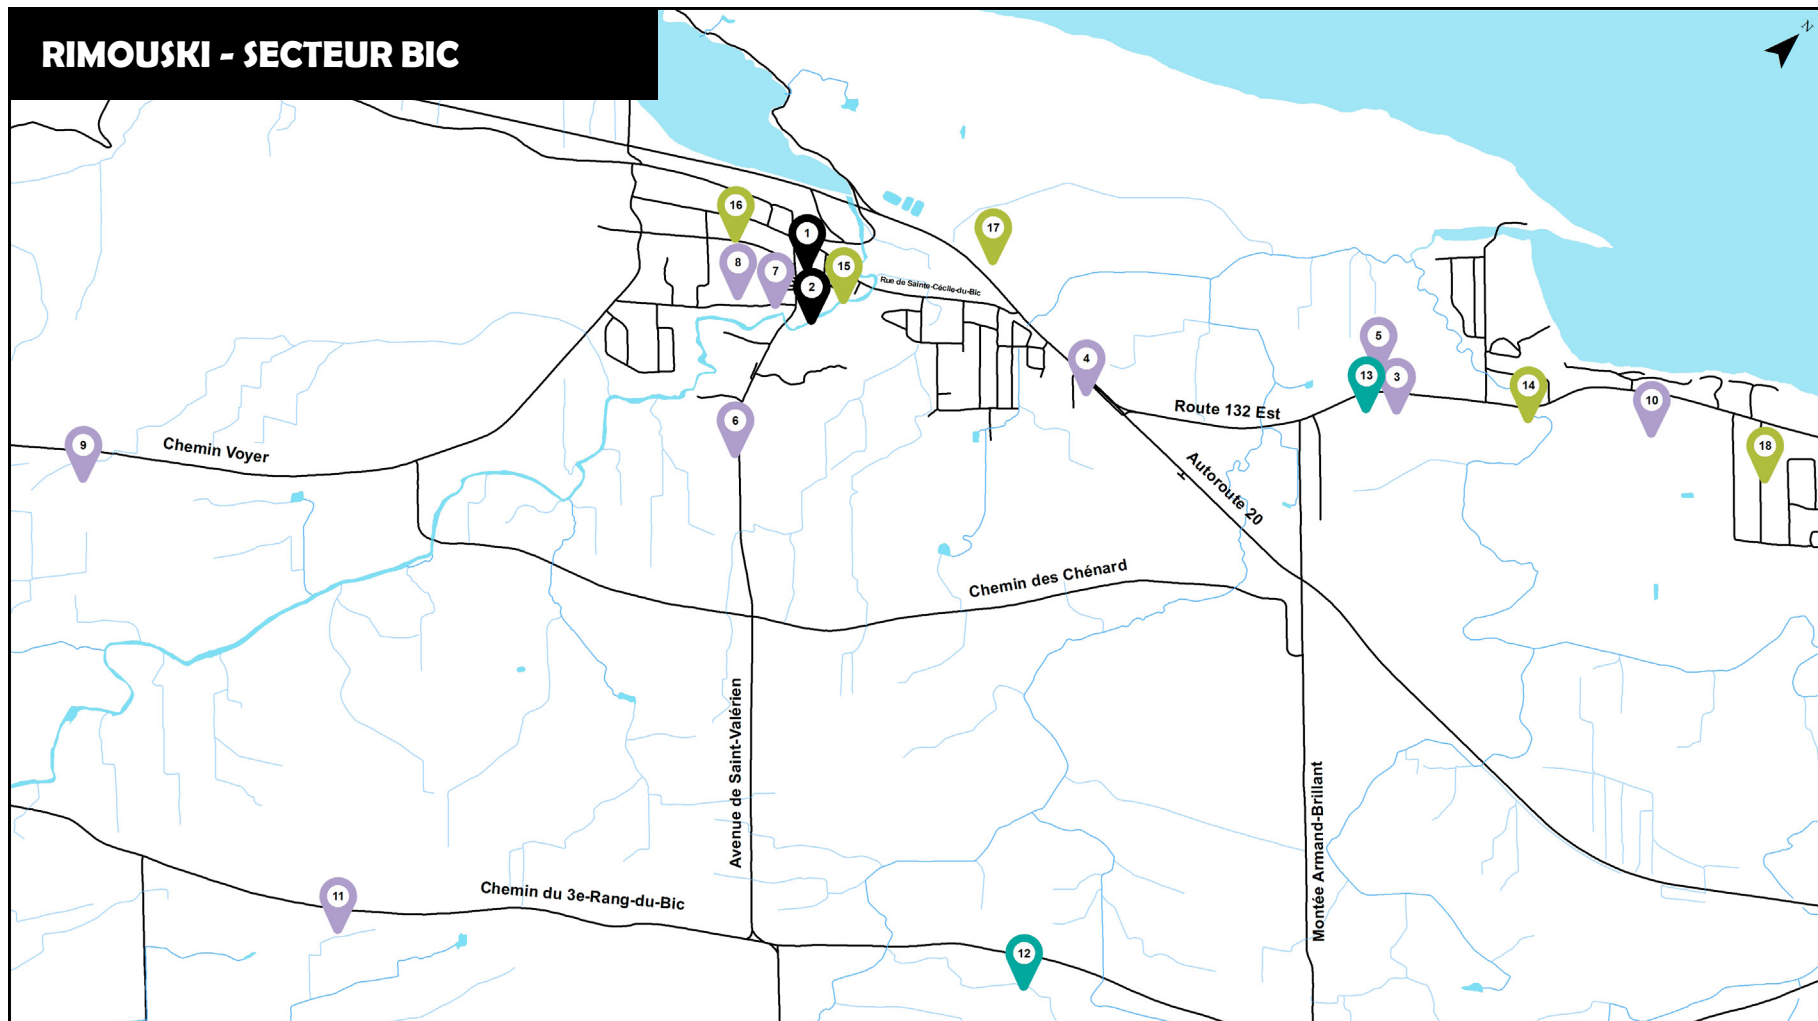 RIMOUSKI - SECTEUR BIC
N
16
1
17
8
7
15
2
Rue de Sainte-Cécile-du-Bic
5
4
13
3
14
10
Route 132 Est
6
9
Chemin Voyer
18
Autoroute 20
Chemin des Chénard
Avenue de Saint-Valérien
Montée Armand-Brillant
11
Chemin du 3e-Rang-du-Bic
12